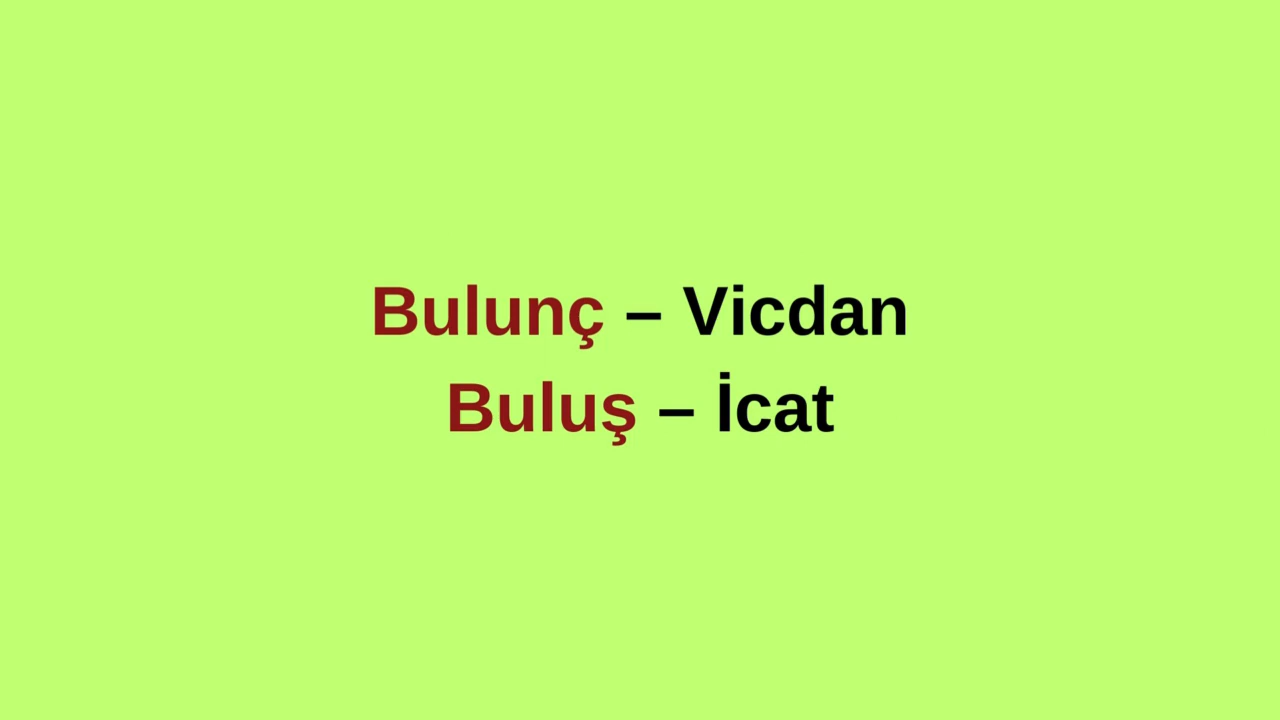 Bulunç – Vicdan
Buluş – İcat